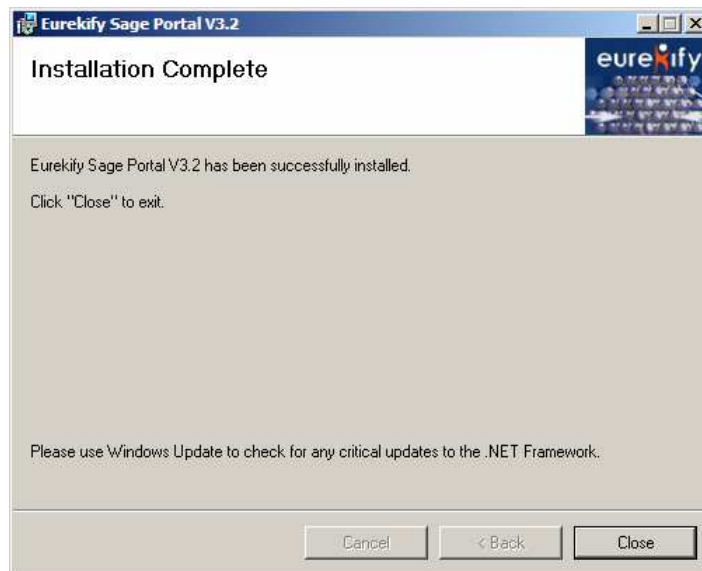 Eurekify Sage Portal V3.2
Installation Complete
eurekify
Eurekify Sage Portal V3.2 has been successfully installed.
Click "Close" to exit.
Please use Windows Update to check for any critical updates to the .NET Framework.
Cancel
< Back
Close